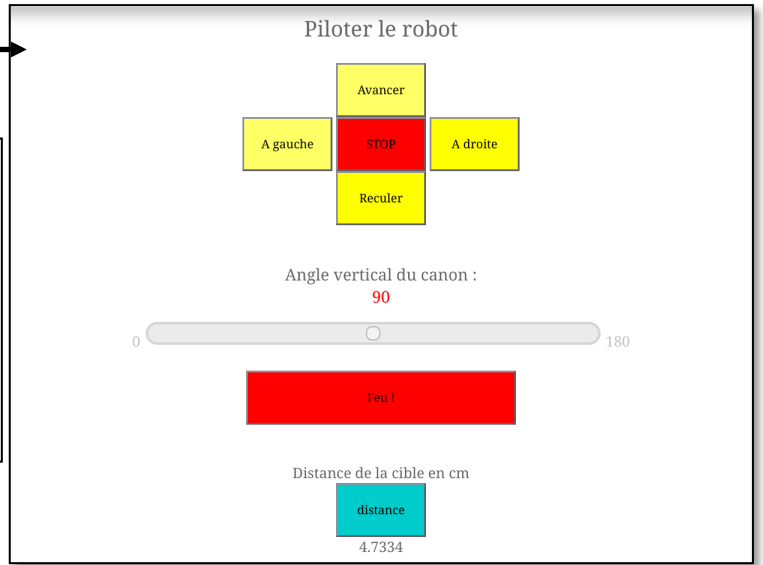 Piloter le robot
Avancer
A gauche STOP A droite
Reculer
Angle vertical du canon :
90
0 180
Feu !
Distance de la cible en cm
distance
4.7334